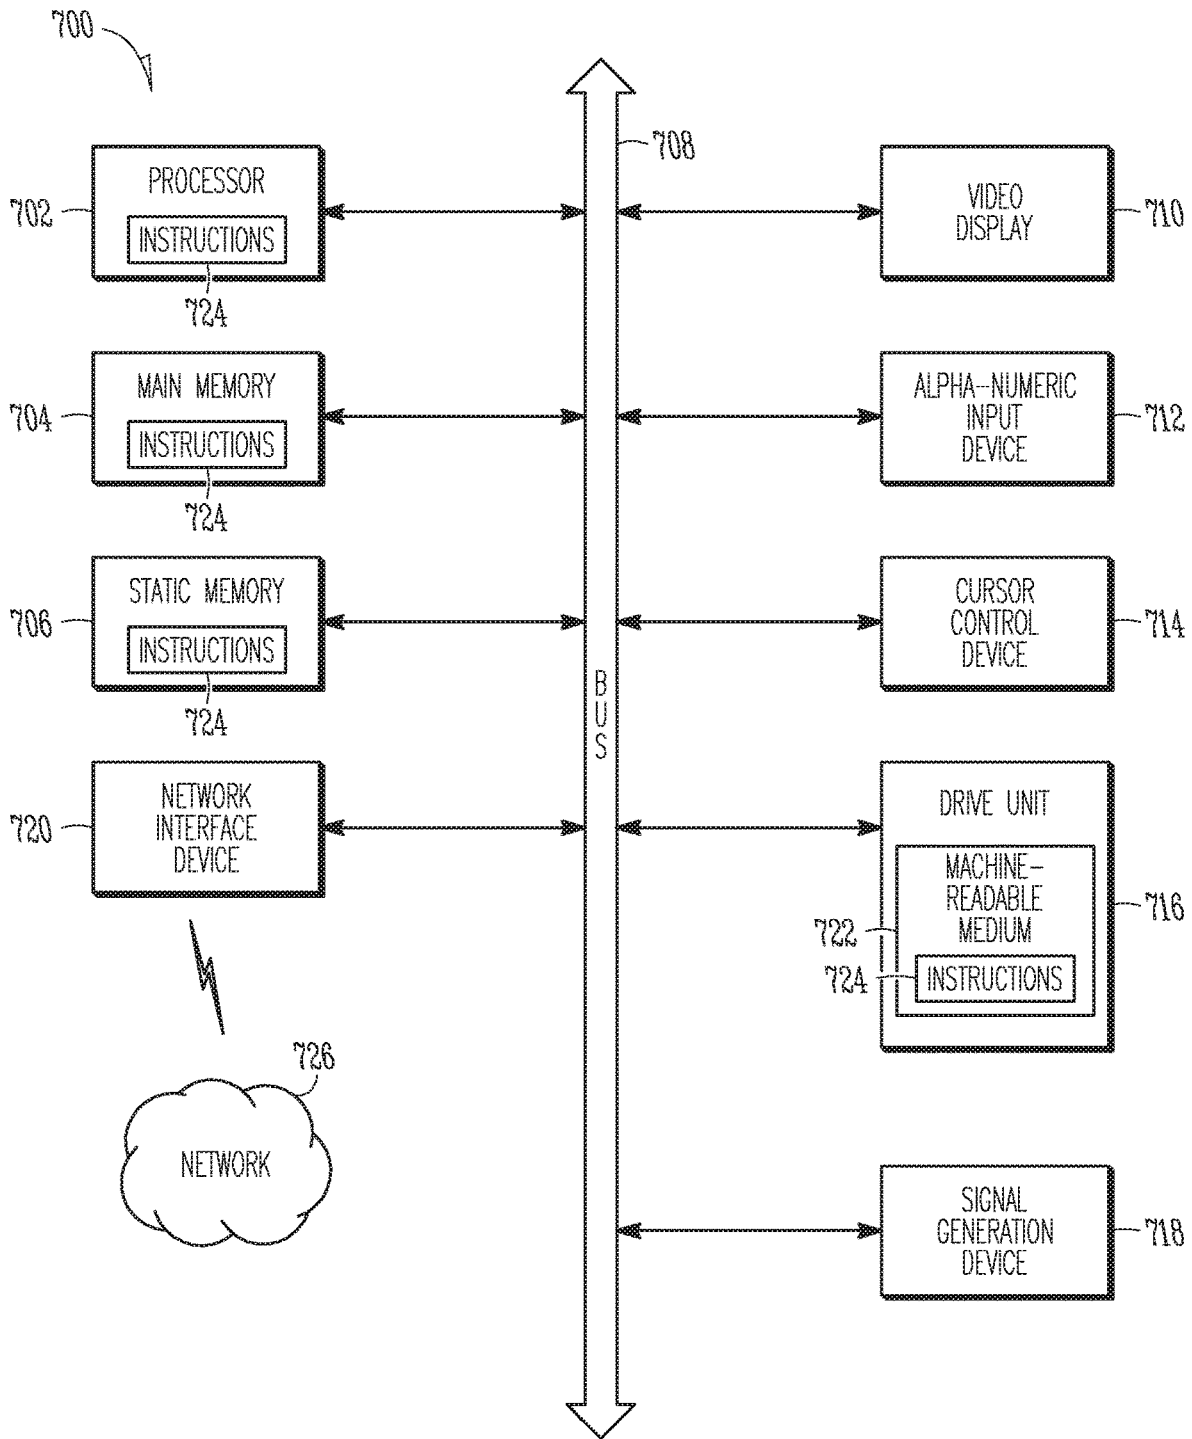 700
708
PROCESSOR
702
INSTRUCTIONS
724
VIDEO
DISPLAY
710
MAIN MEMORY
704
INSTRUCTIONS
724
ALPHA-NUMERIC
INPUT
DEVICE
712
STATIC MEMORY
706
INSTRUCTIONS
724
CURSOR
CONTROL
DEVICE
714
BUS
NETWORK
INTERFACE
DEVICE
720
DRIVE UNIT
MACHINE-
READABLE
MEDIUM
716
722
724
INSTRUCTIONS
726
NETWORK
SIGNAL
GENERATION
DEVICE
718